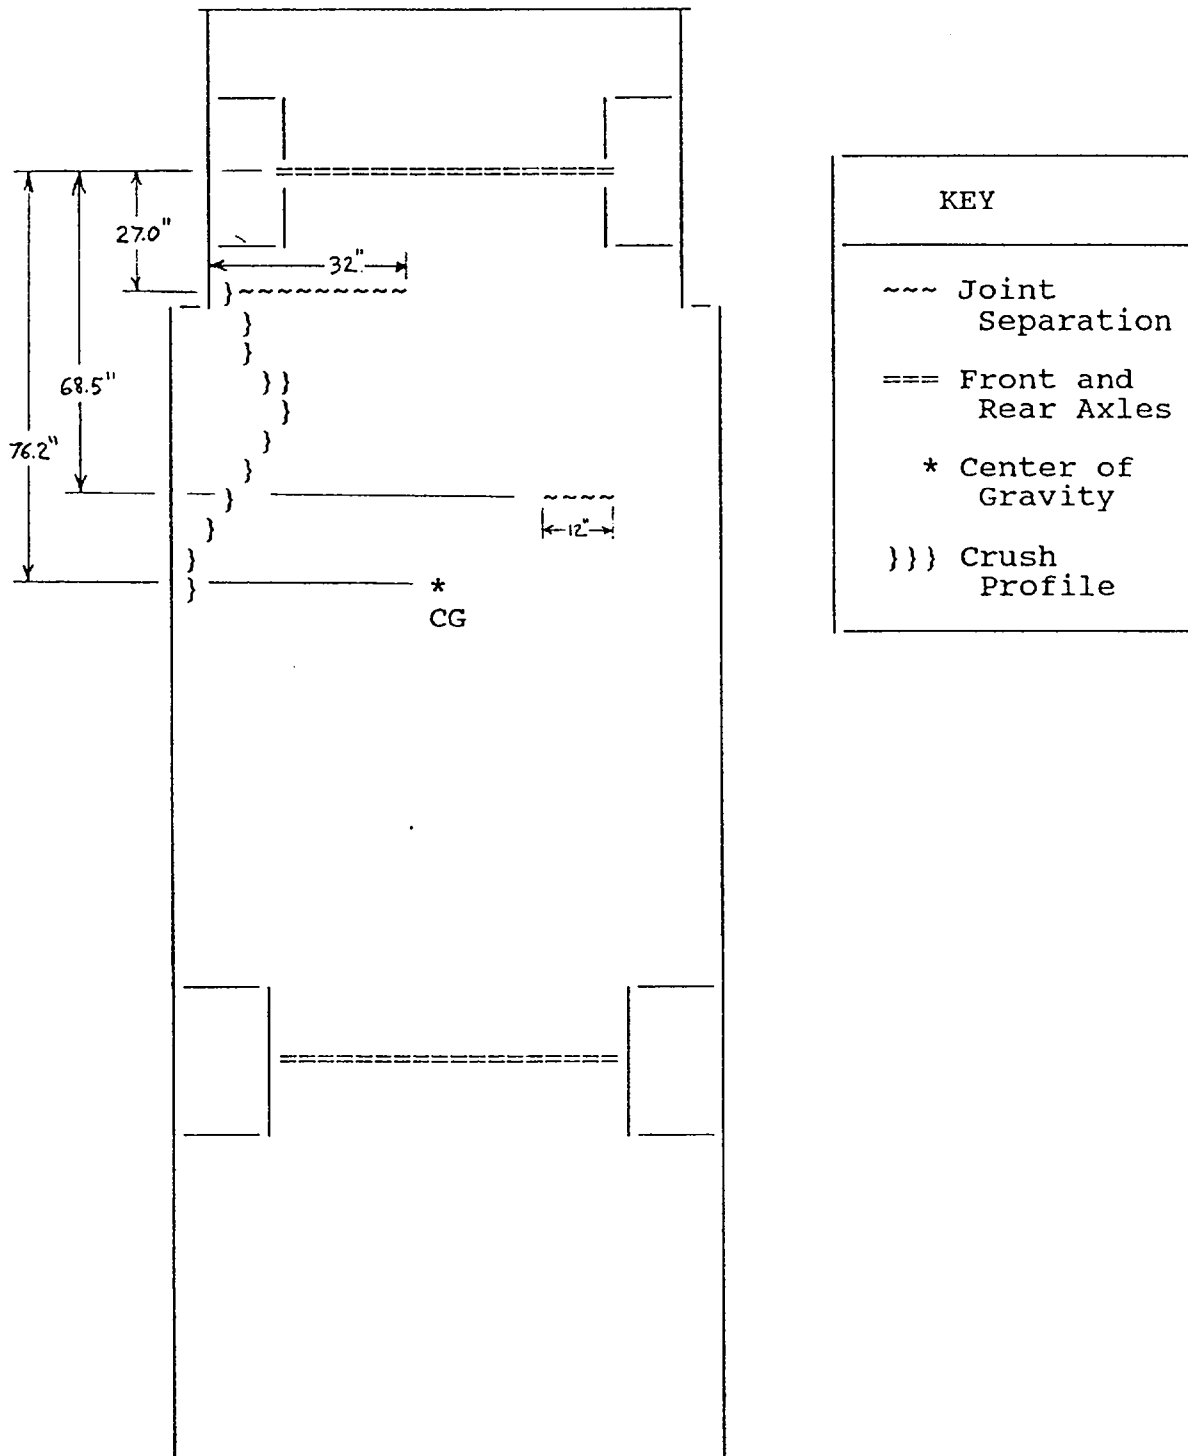 27.0"
32"
68.5"
76.2"
12"
*
CG
KEY
~~~ Joint
Separation
=== Front and
Rear Axles
* Center of
Gravity
}}} Crush
Profile